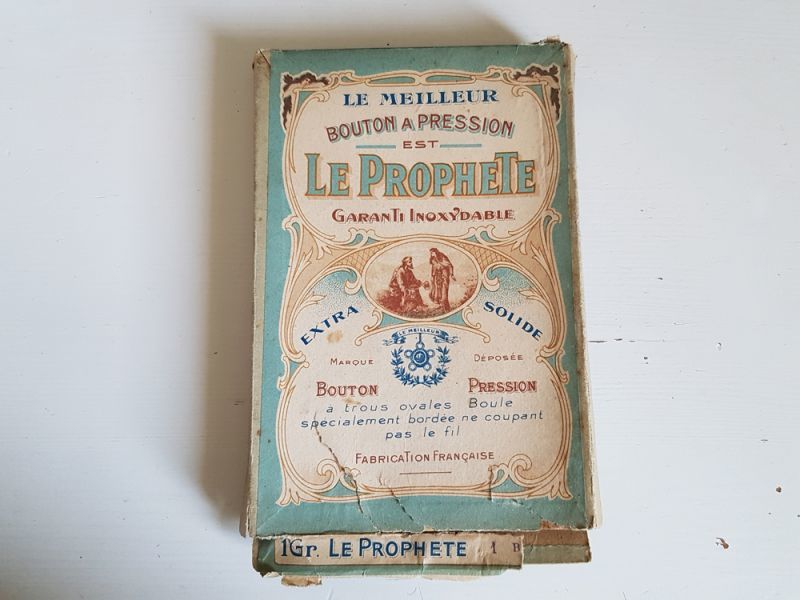 LE MEILLEUR
BOUTON A PRESSION
EST
LE PROPHETE
GARANTI INOXYDABLE
EXTRA SOLIDE
LE MEILLEUR
MARQUE DÉPOSÉE
BOUTON PRESSION
a trous ovales Boule
spécialement bordée ne coupant
pas le fil
FABRICATION FRANÇAISE
1Gr. LE PROPHETE 1 B